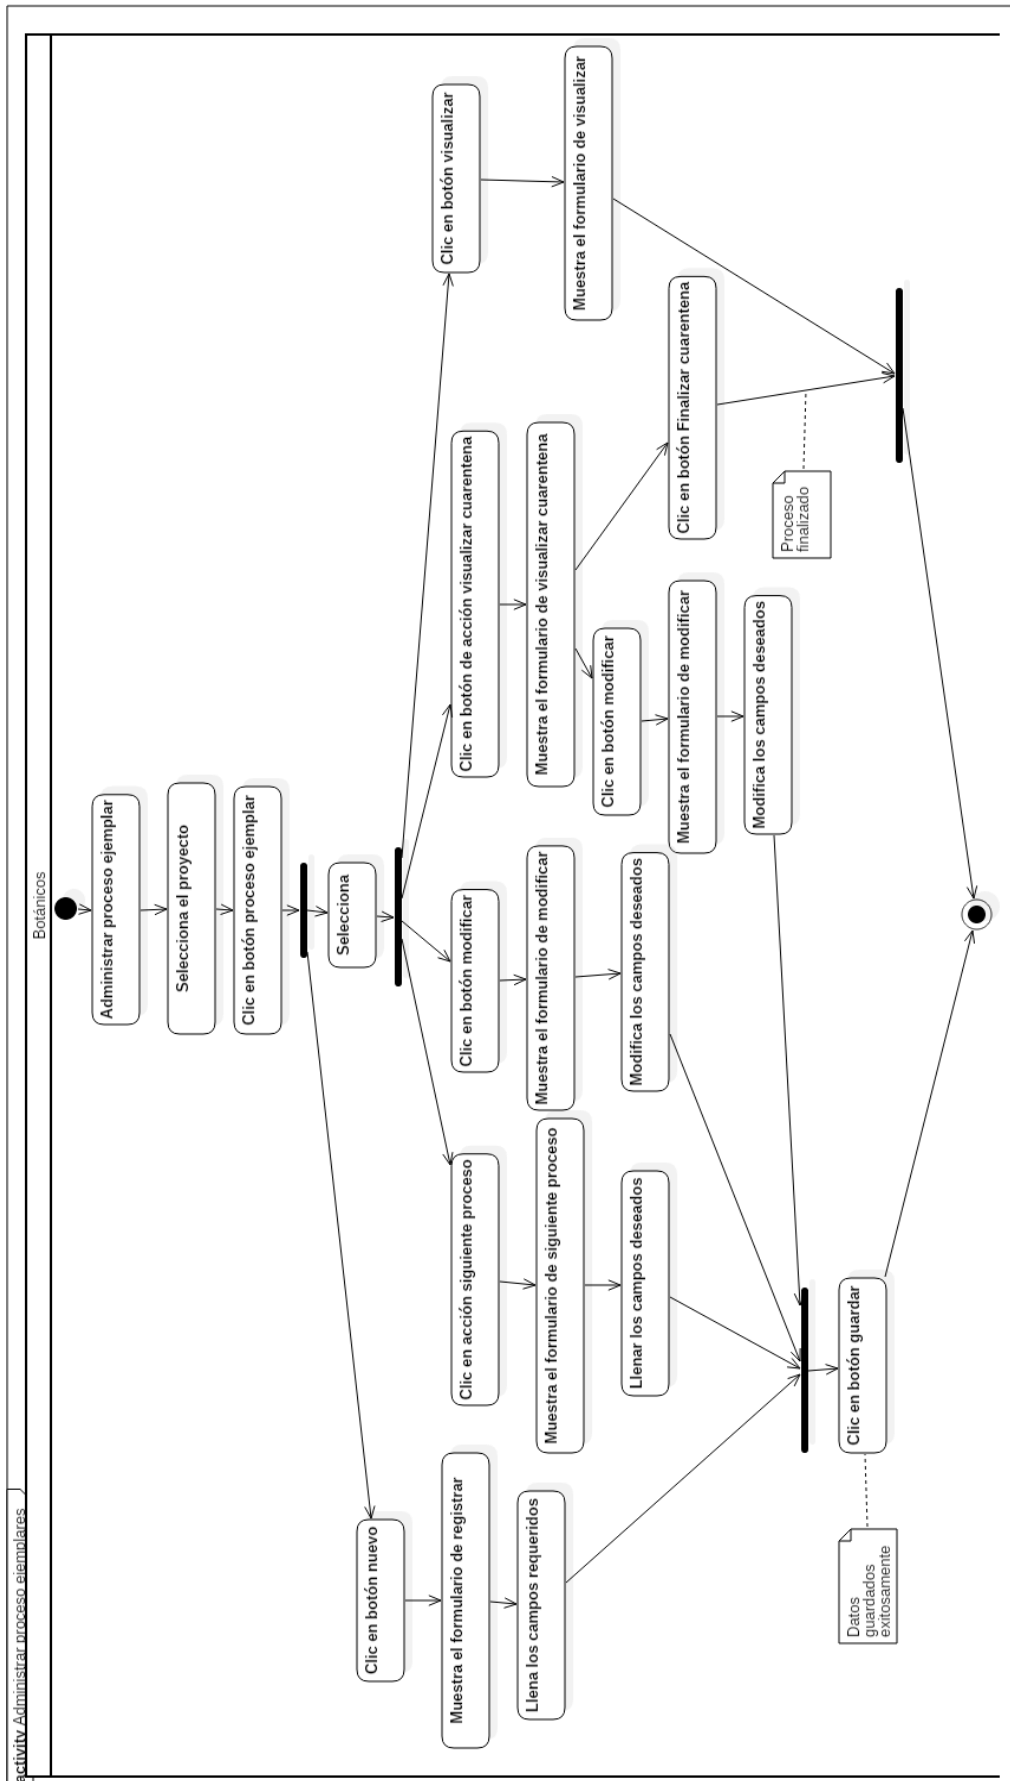 activity Administrar proceso ejemplares
Botánicos
Administrar proceso ejemplar
Selecciona el proyecto
Clic en botón proceso ejemplar
Selecciona
Clic en botón nuevo
Muestra el formulario de registrar
Llena los campos requeridos
Clic en acción siguiente proceso
Muestra el formulario de siguiente proceso
Llenar los campos deseados
Clic en botón modificar
Muestra el formulario de modificar
Modifica los campos deseados
Clic en botón de acción visualizar cuarentena
Muestra el formulario de visualizar cuarentena
Clic en botón modificar
Muestra el formulario de modificar
Modifica los campos deseados
Clic en botón Finalizar cuarentena
Proceso
finalizado
Clic en botón visualizar
Muestra el formulario de visualizar
Clic en botón guardar
Datos
guardados
exitosamente